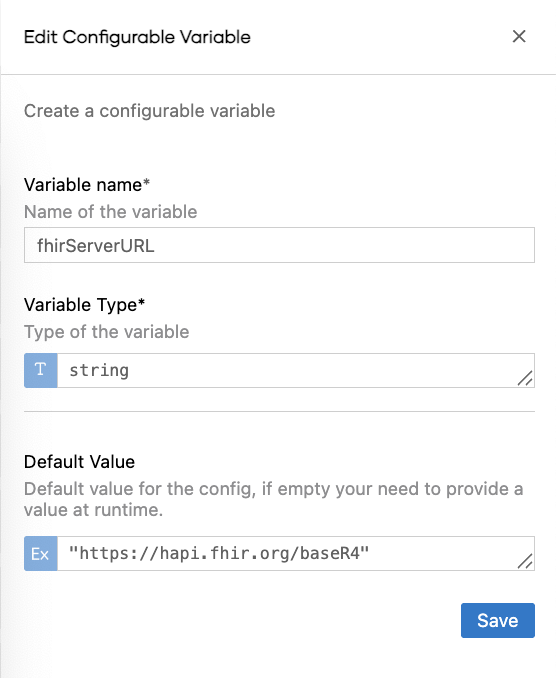 Edit Configurable Variable
Create a configurable variable
Variable name*
Name of the variable
fhirServerURL
Variable Type*
Type of the variable
T string
Default Value
Default value for the config, if empty your need to provide a
value at runtime.
Ex "https://hapi.fhir.org/baseR4"
Save